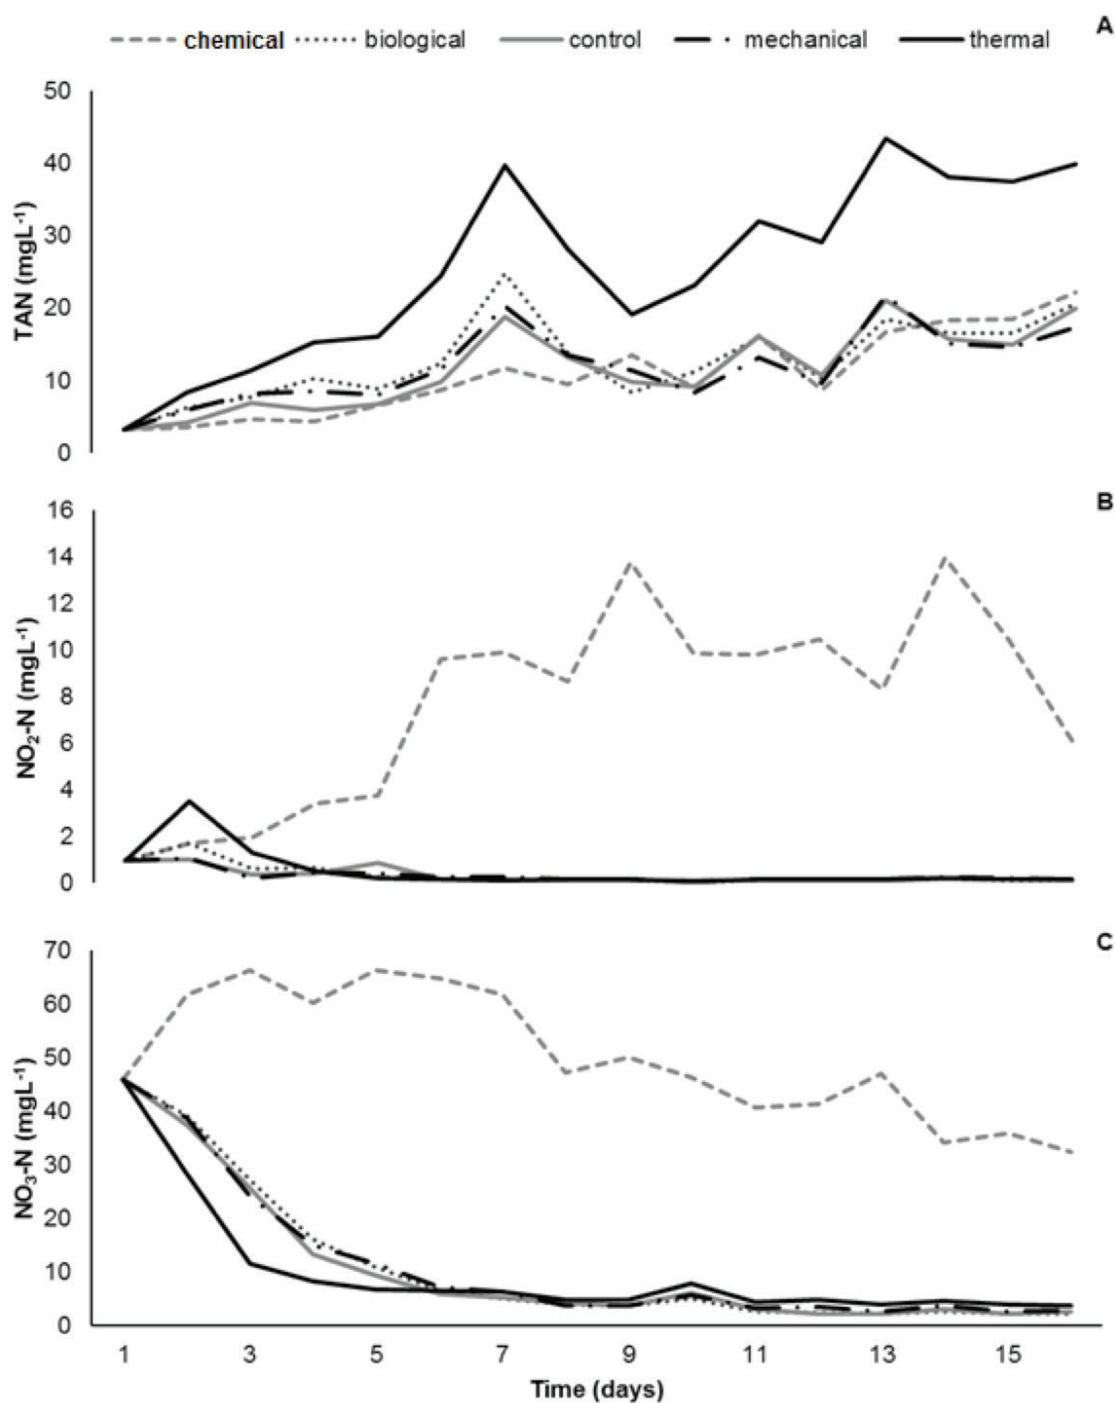 A
chemical biological control mechanical thermal
50
40
30
20
10
0
TAN (mgL⁻¹)
B
16
14
12
10
8
6
4
2
0
NO₂-N (mgL⁻¹)
C
70
60
50
40
30
20
10
0
NO₃-N (mgL⁻¹)
1 3 5 7 9 11 13 15
Time (days)